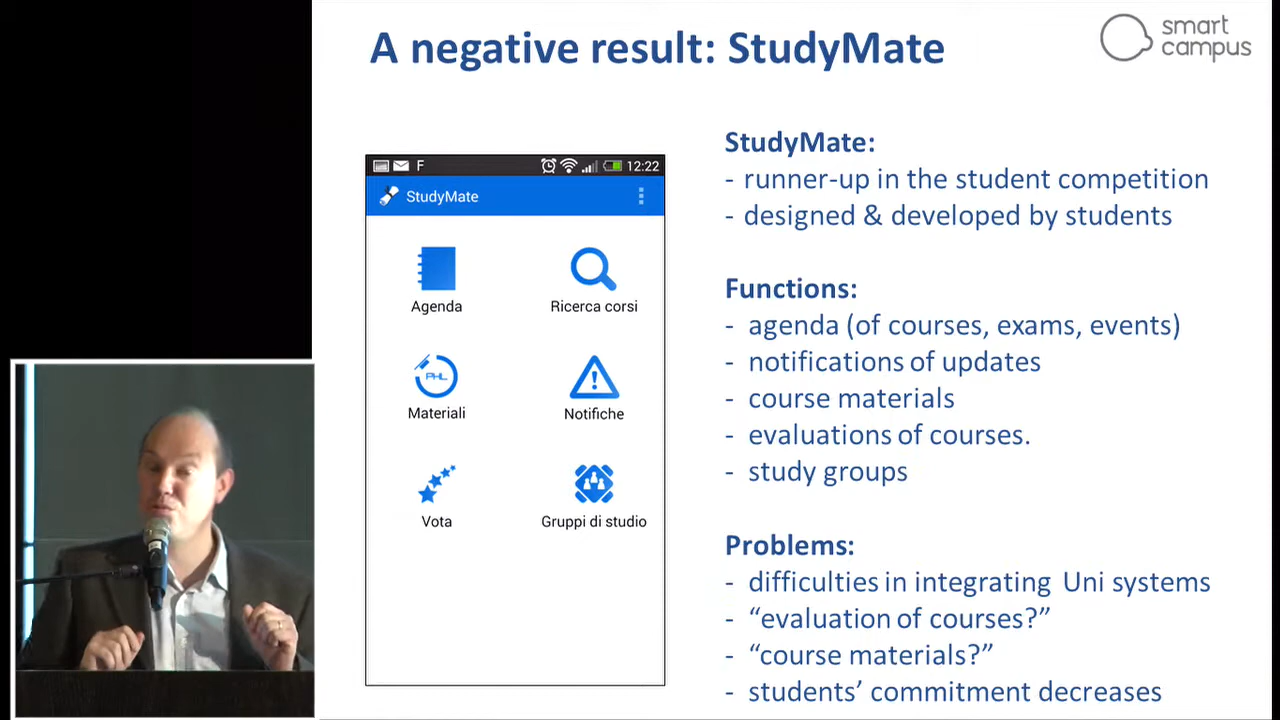 A negative result: StudyMate
smart
campus
F
12:22
StudyMate
Agenda
Ricerca corsi
PHL
Materiali
Notifiche
Vota
Gruppi di studio
StudyMate:
- runner-up in the student competition
- designed & developed by students
Functions:
- agenda (of courses, exams, events)
- notifications of updates
- course materials
- evaluations of courses.
- study groups
Problems:
- difficulties in integrating Uni systems
- “evaluation of courses?”
- “course materials?”
- students’ commitment decreases